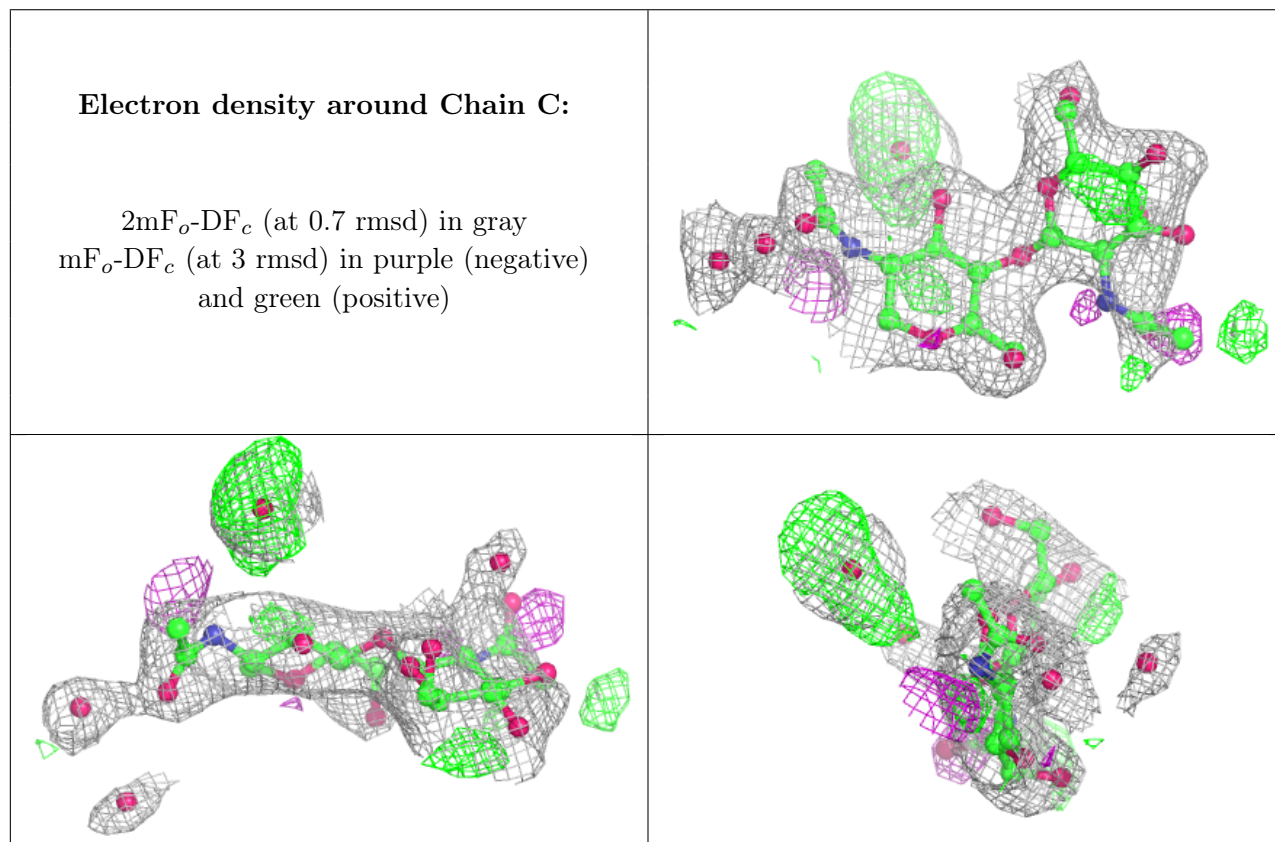 Electron density around Chain C:
2mFo-DFc (at 0.7 rmsd) in gray
mFo-DFc (at 3 rmsd) in purple (negative)
and green (positive)